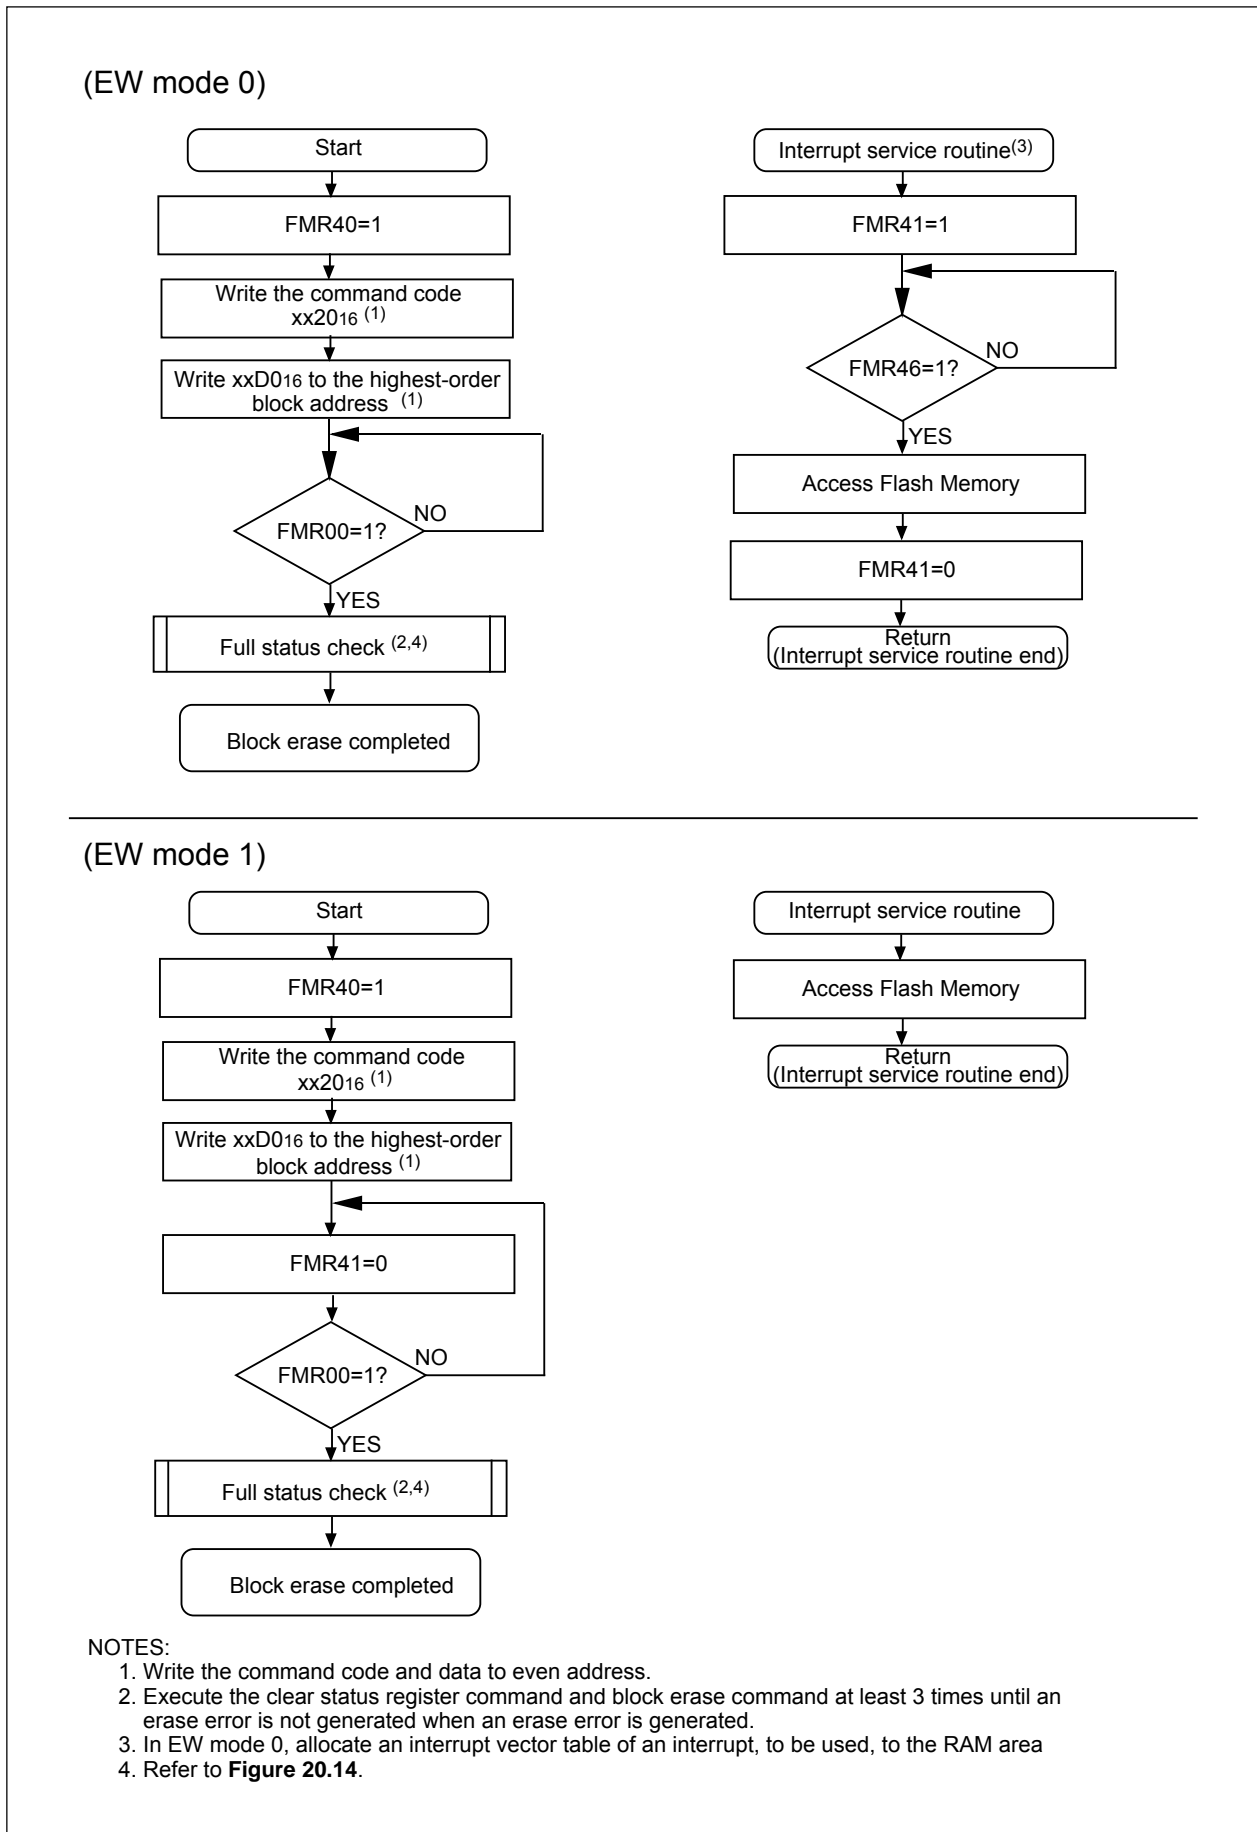 (EW mode 0)
Start
FMR40=1
Write the command code
xx2016 (1)
Write xxD016 to the highest-order
block address (1)
FMR00=1?
NO
YES
Full status check (2,4)
Block erase completed
Interrupt service routine(3)
FMR41=1
FMR46=1?
NO
YES
Access Flash Memory
FMR41=0
Return
(Interrupt service routine end)
(EW mode 1)
Start
FMR40=1
Write the command code
xx2016 (1)
Write xxD016 to the highest-order
block address (1)
FMR41=0
FMR00=1?
NO
YES
Full status check (2,4)
Block erase completed
Interrupt service routine
Access Flash Memory
Return
(Interrupt service routine end)
NOTES:
1. Write the command code and data to even address.
2. Execute the clear status register command and block erase command at least 3 times until an
erase error is not generated when an erase error is generated.
3. In EW mode 0, allocate an interrupt vector table of an interrupt, to be used, to the RAM area
4. Refer to Figure 20.14.